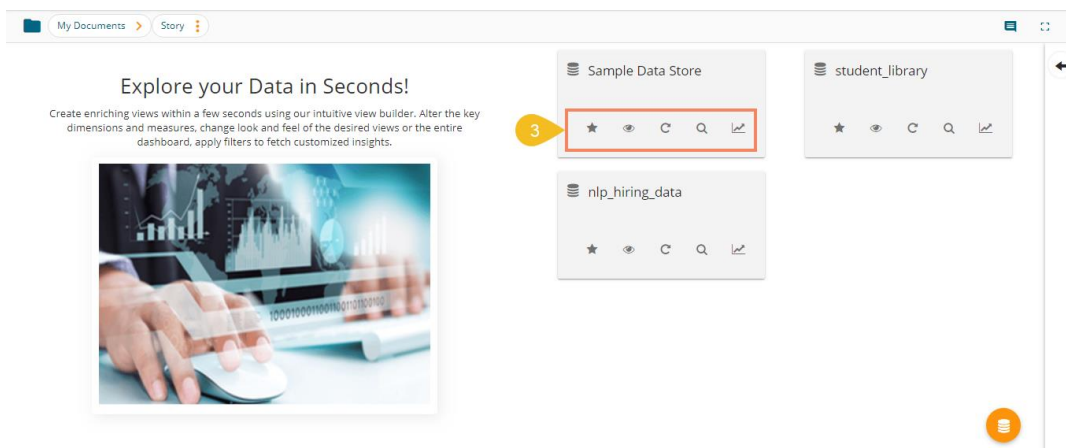 My Documents > Story
Explore your Data in Seconds!
Create enriching views within a few seconds using our intuitive view builder. Alter the key
dimensions and measures, change look and feel of the desired views or the entire
dashboard, apply filters to fetch customized insights.
Sample Data Store
student_library
3
nlp_hiring_data